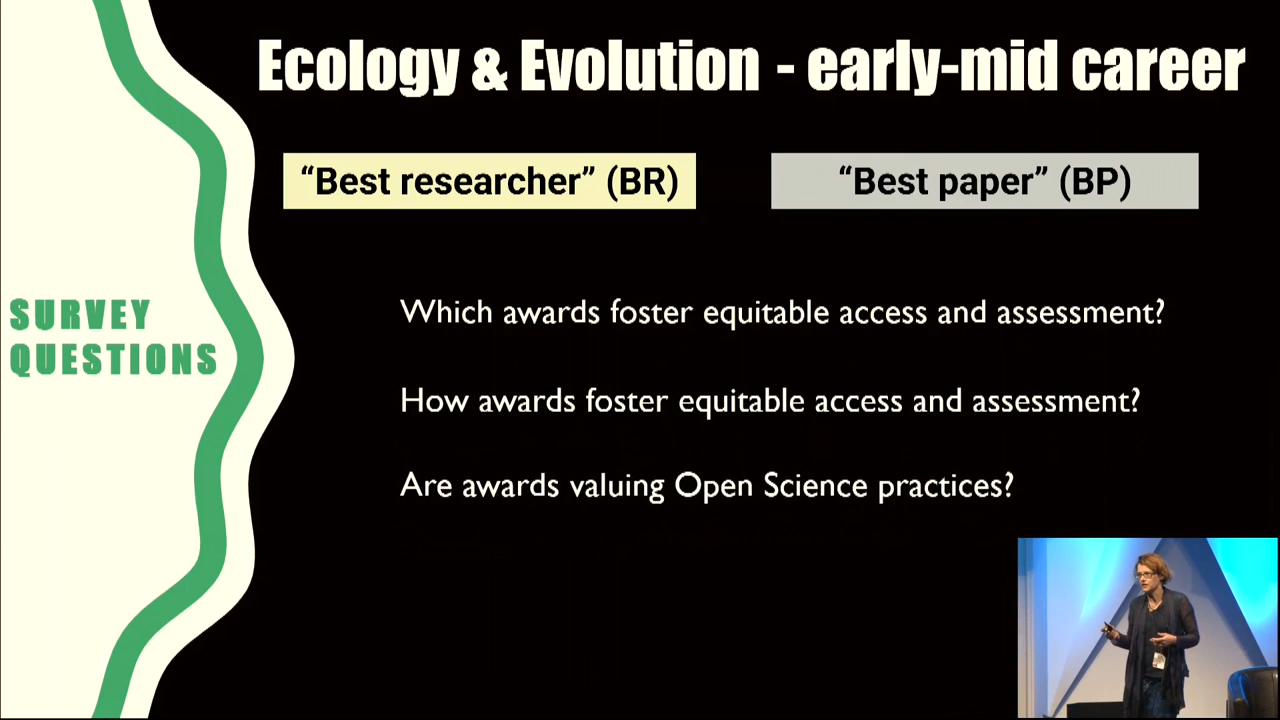 Ecology & Evolution - early-mid career
“Best researcher” (BR)
“Best paper” (BP)
SURVEY
QUESTIONS
Which awards foster equitable access and assessment?
How awards foster equitable access and assessment?
Are awards valuing Open Science practices?